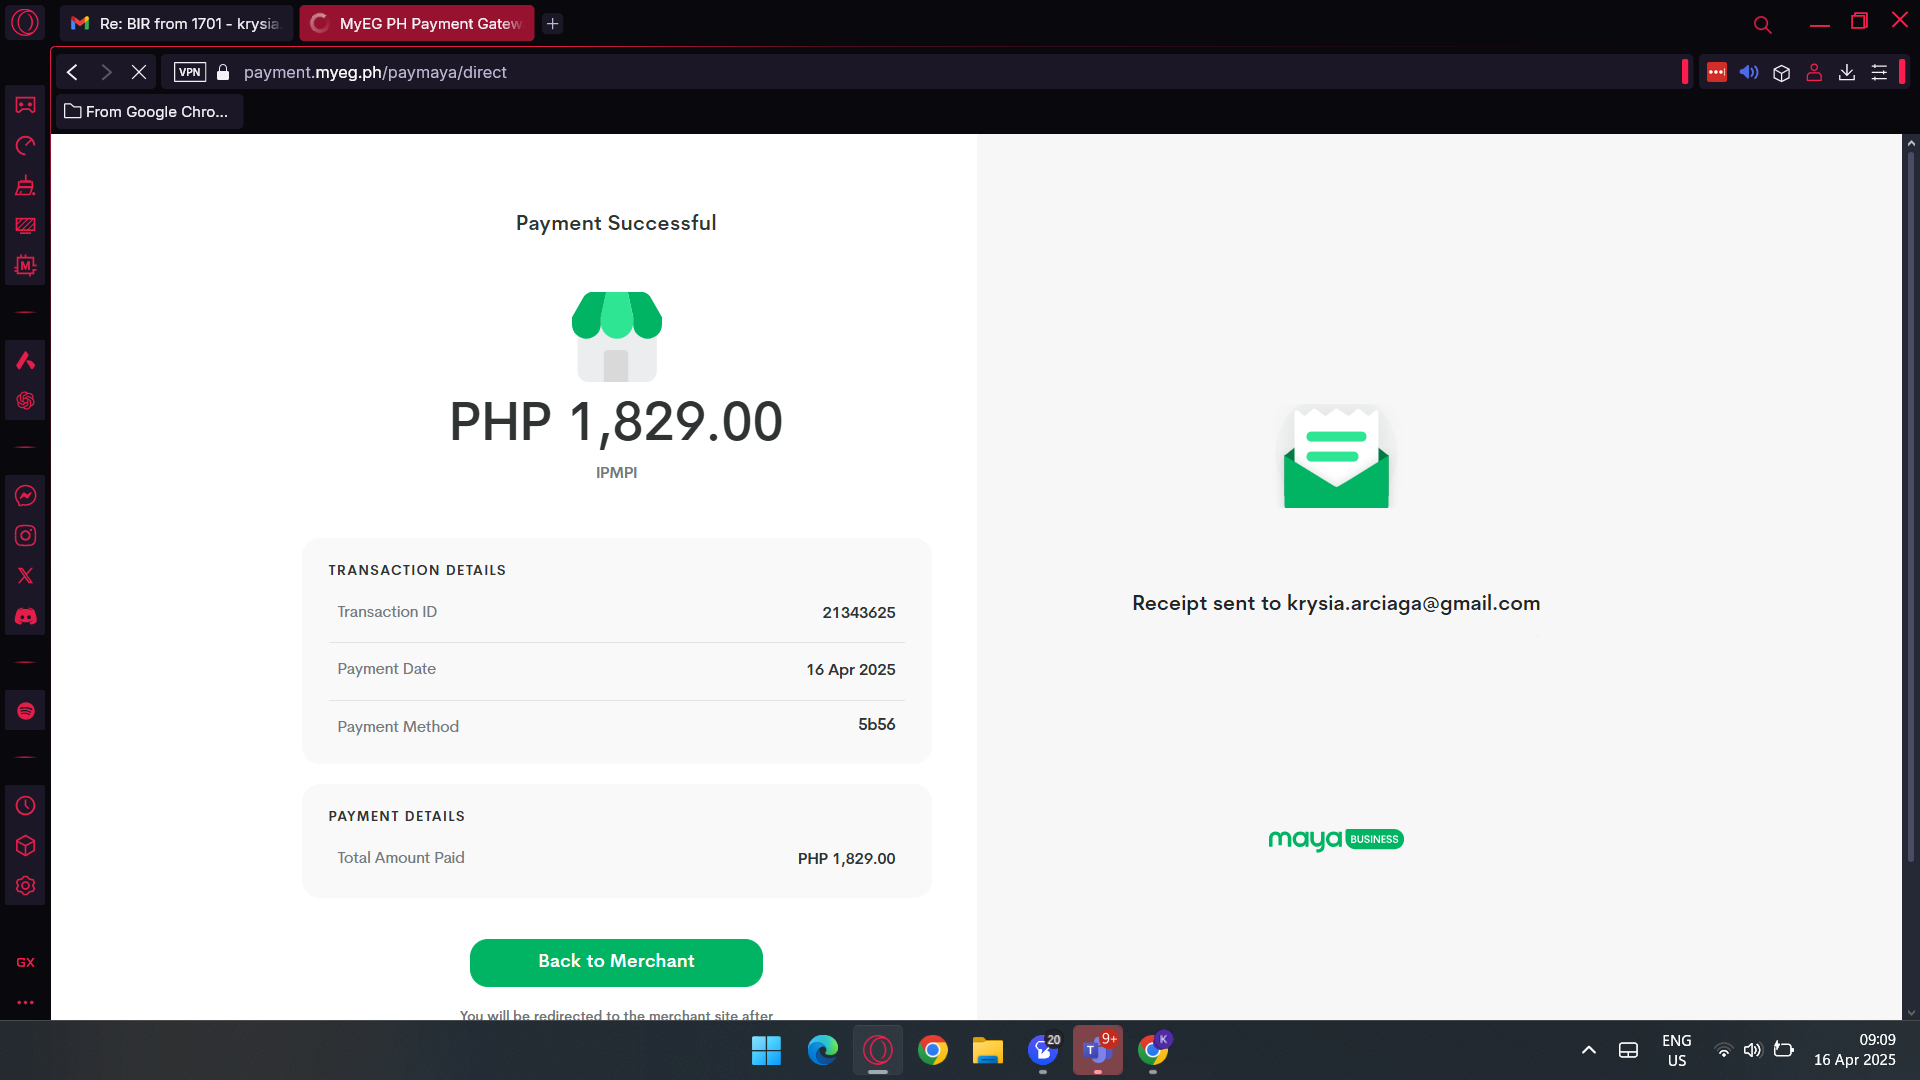 Re: BIR from 1701 - krysia.
MyEG PH Payment Gatew
VPN
payment.myeg.ph/paymaya/direct
From Google Chro...
Payment Successful
PHP 1,829.00
IPMPI
TRANSACTION DETAILS
Transaction ID
21343625
Payment Date
16 Apr 2025
Payment Method
5b56
PAYMENT DETAILS
Total Amount Paid
PHP 1,829.00
Back to Merchant
You will be redirected to the merchant site after
Receipt sent to krysia.arciaga@gmail.com
maya BUSINESS
M
GX
20
T
9+
K
ENG
US
09:09
16 Apr 2025